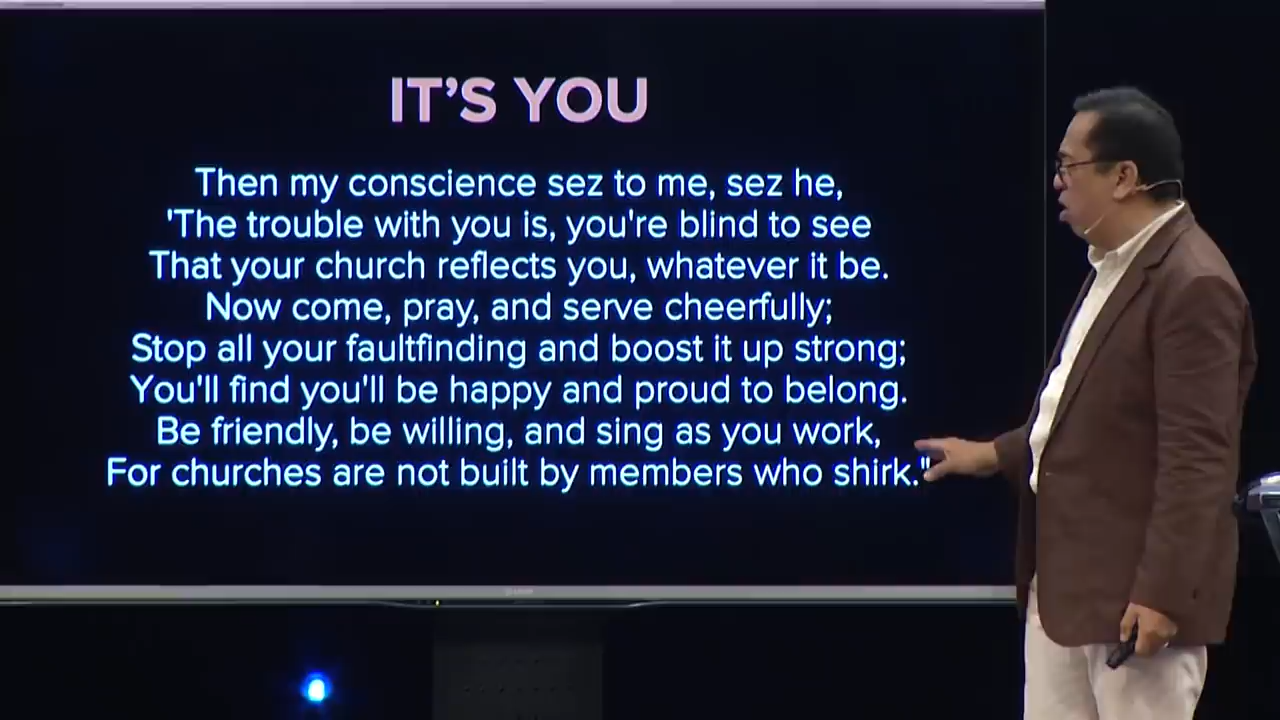 IT'S YOU
Then my conscience sez to me, sez he,
'The trouble with you is, you're blind to see
That your church reflects you, whatever it be.
Now come, pray, and serve cheerfully;
Stop all your faultfinding and boost it up strong;
You'll find you'll be happy and proud to belong.
Be friendly, be willing, and sing as you work,
For churches are not built by members who shirk."